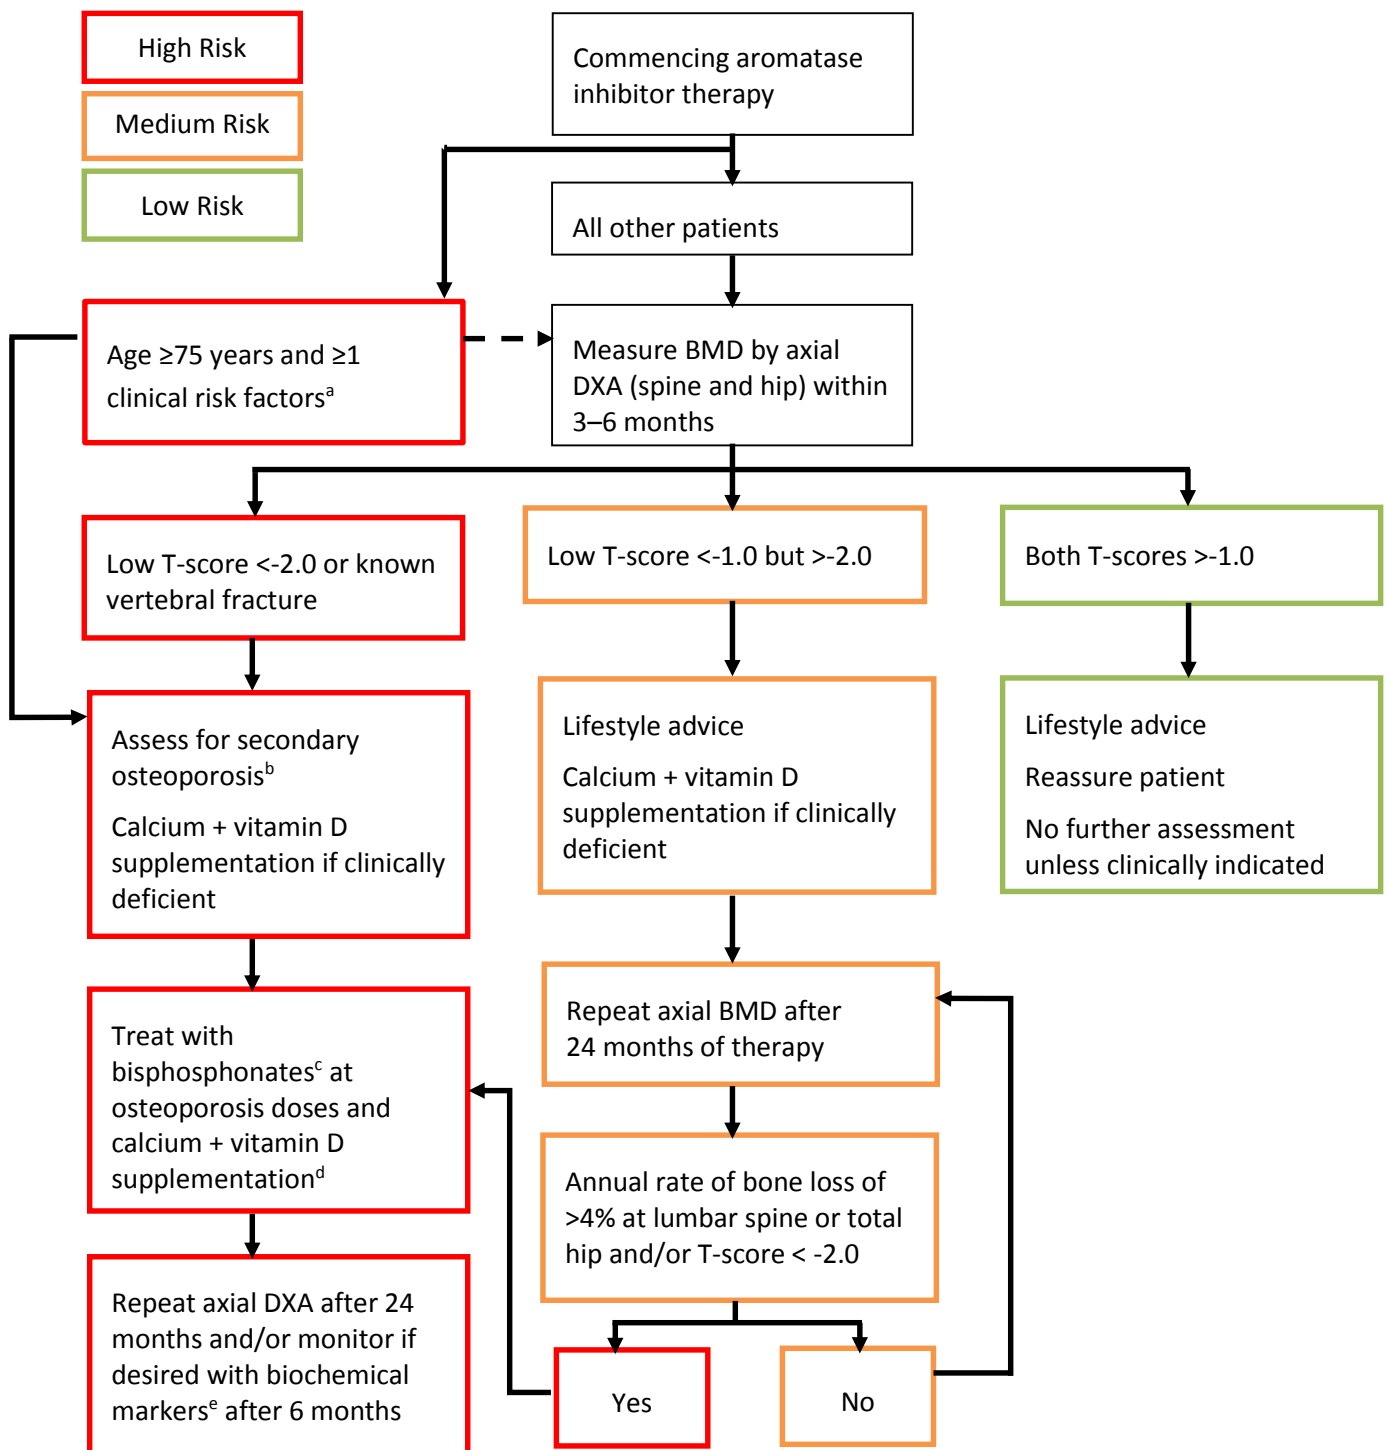 High Risk
Medium Risk
Low Risk
Commencing aromatase
inhibitor therapy
All other patients
Age ≥75 years and ≥1
clinical risk factorsᵃ
Measure BMD by axial
DXA (spine and hip) within
3–6 months
Low T-score <-2.0 or known
vertebral fracture
Low T-score <-1.0 but >-2.0
Both T-scores >-1.0
Assess for secondary
osteoporosisᵇ
Calcium + vitamin D
supplementation if clinically
deficient
Lifestyle advice
Calcium + vitamin D
supplementation if clinically
deficient
Lifestyle advice
Reassure patient
No further assessment
unless clinically indicated
Treat with
bisphosphonatesᶜ at
osteoporosis doses and
calcium + vitamin D
supplementationᵈ
Repeat axial BMD after
24 months of therapy
Annual rate of bone loss of
>4% at lumbar spine or total
hip and/or T-score < -2.0
Repeat axial DXA after 24
months and/or monitor if
desired with biochemical
markersᵉ after 6 months
Yes
No